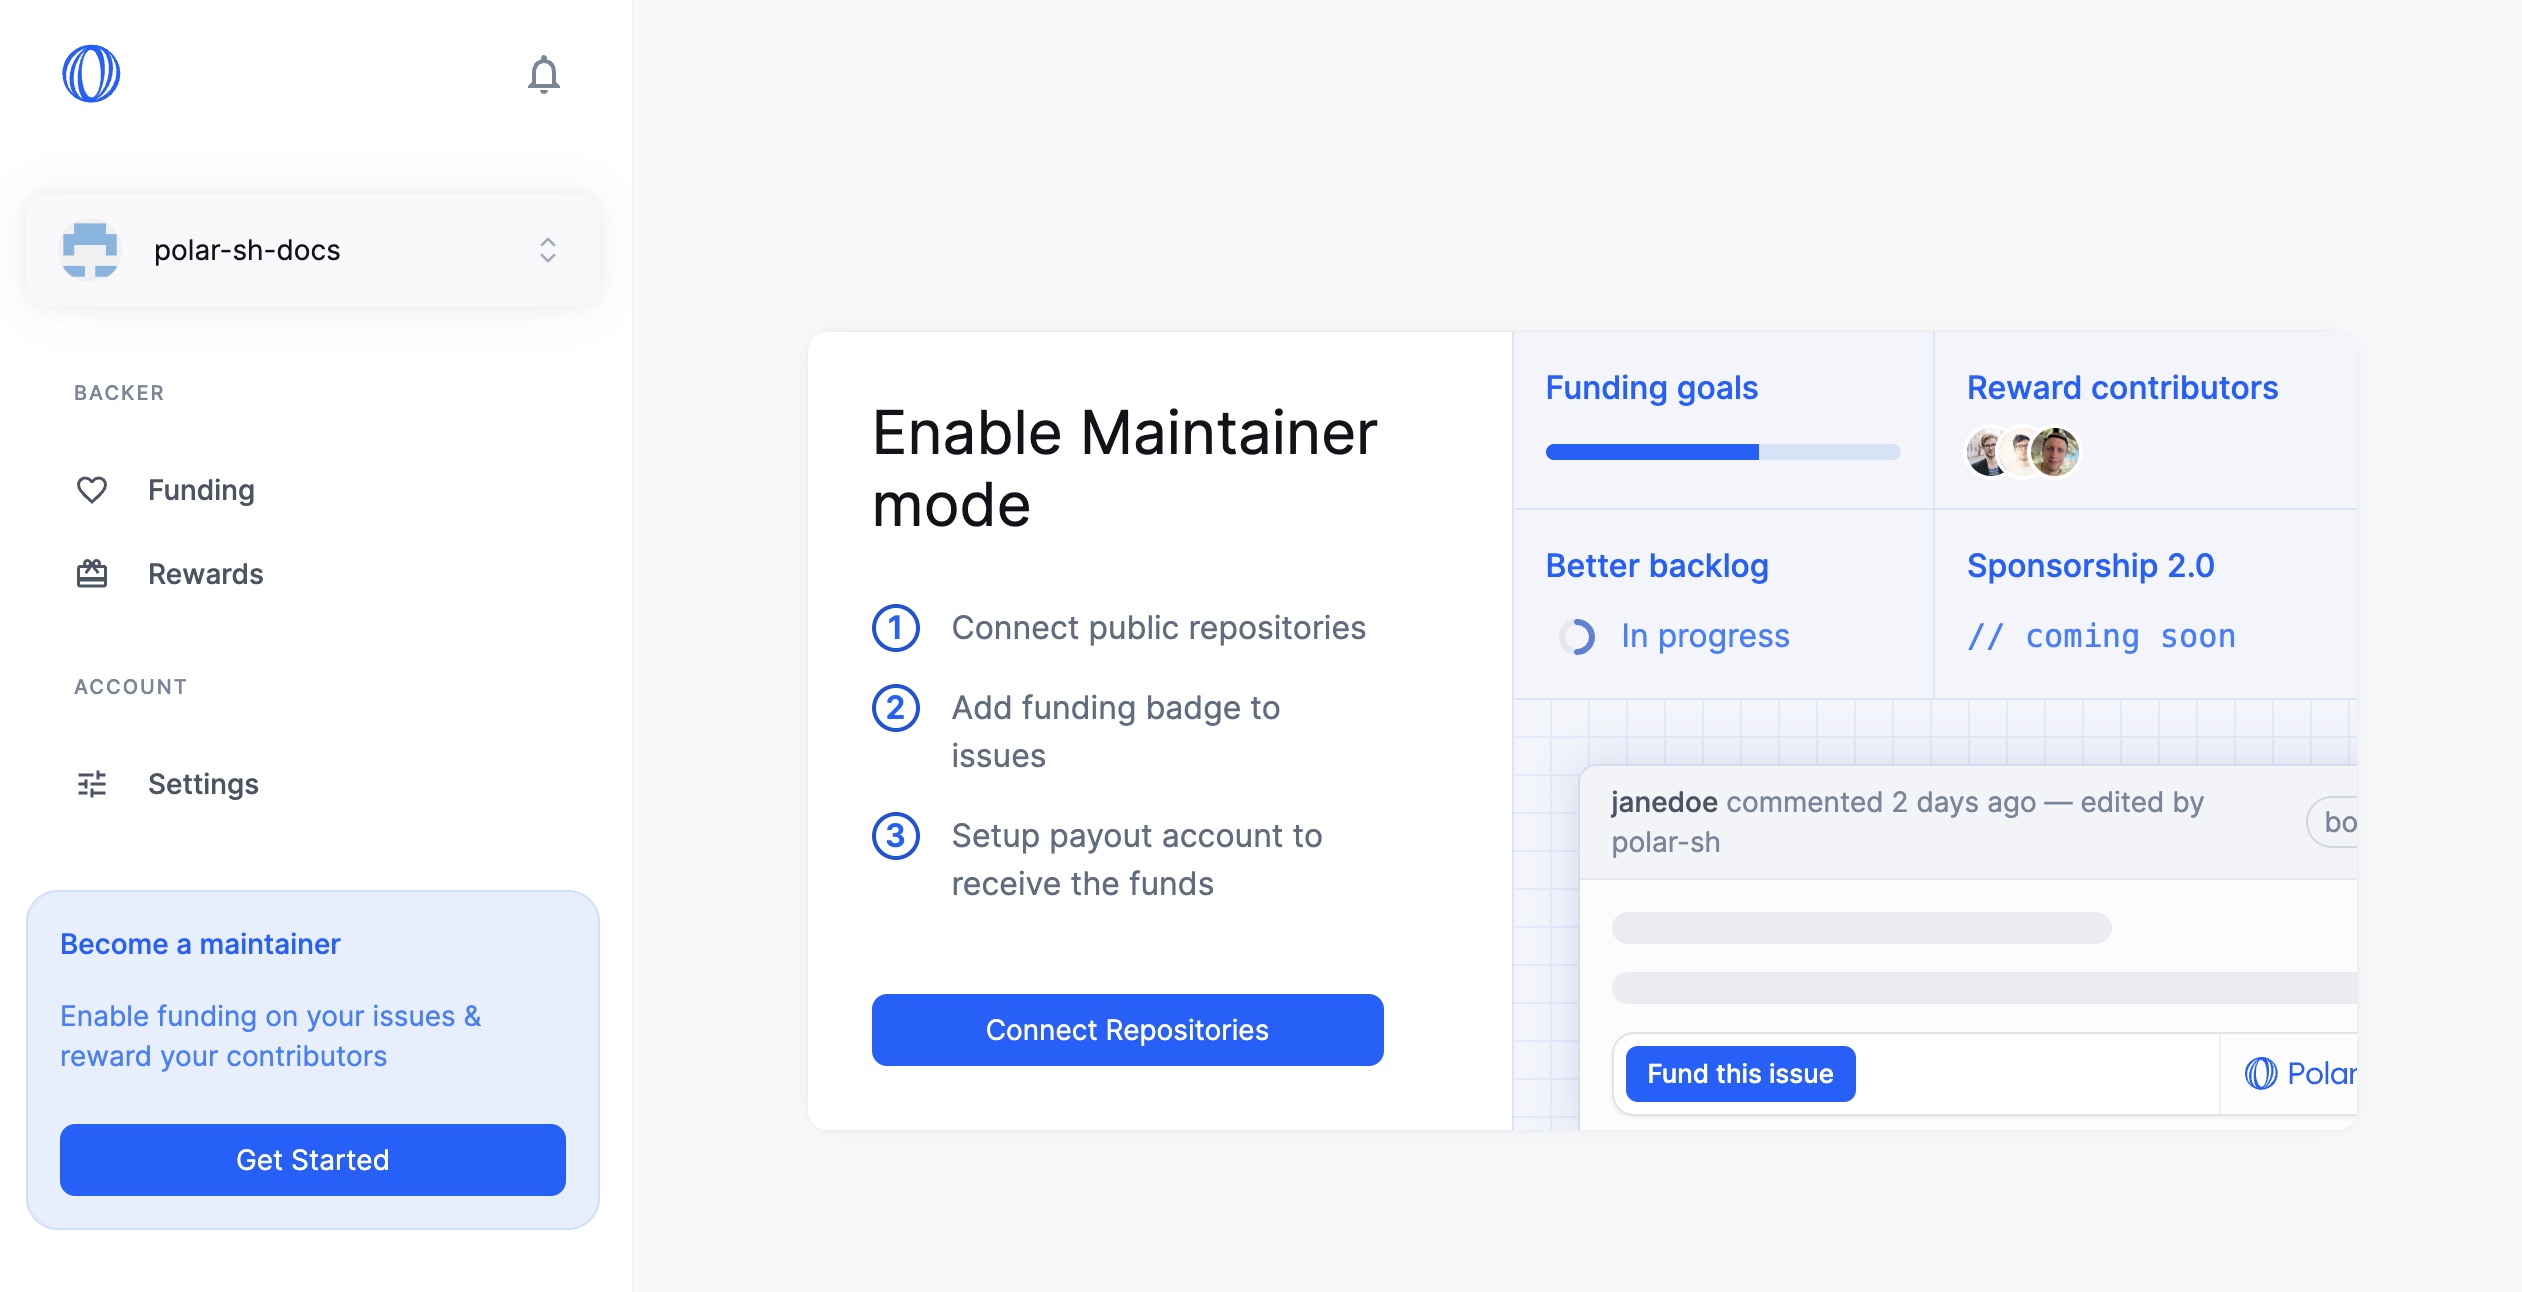 polar-sh-docs
BACKER
Funding
Rewards
ACCOUNT
Settings
Become a maintainer
Enable funding on your issues &
reward your contributors
Get Started
Enable Maintainer
mode
1 Connect public repositories
2 Add funding badge to
issues
3 Setup payout account to
receive the funds
Connect Repositories
Funding goals
Reward contributors
Better backlog
In progress
Sponsorship 2.0
// coming soon
janedoe commented 2 days ago — edited by
polar-sh
bo
Fund this issue
Polar